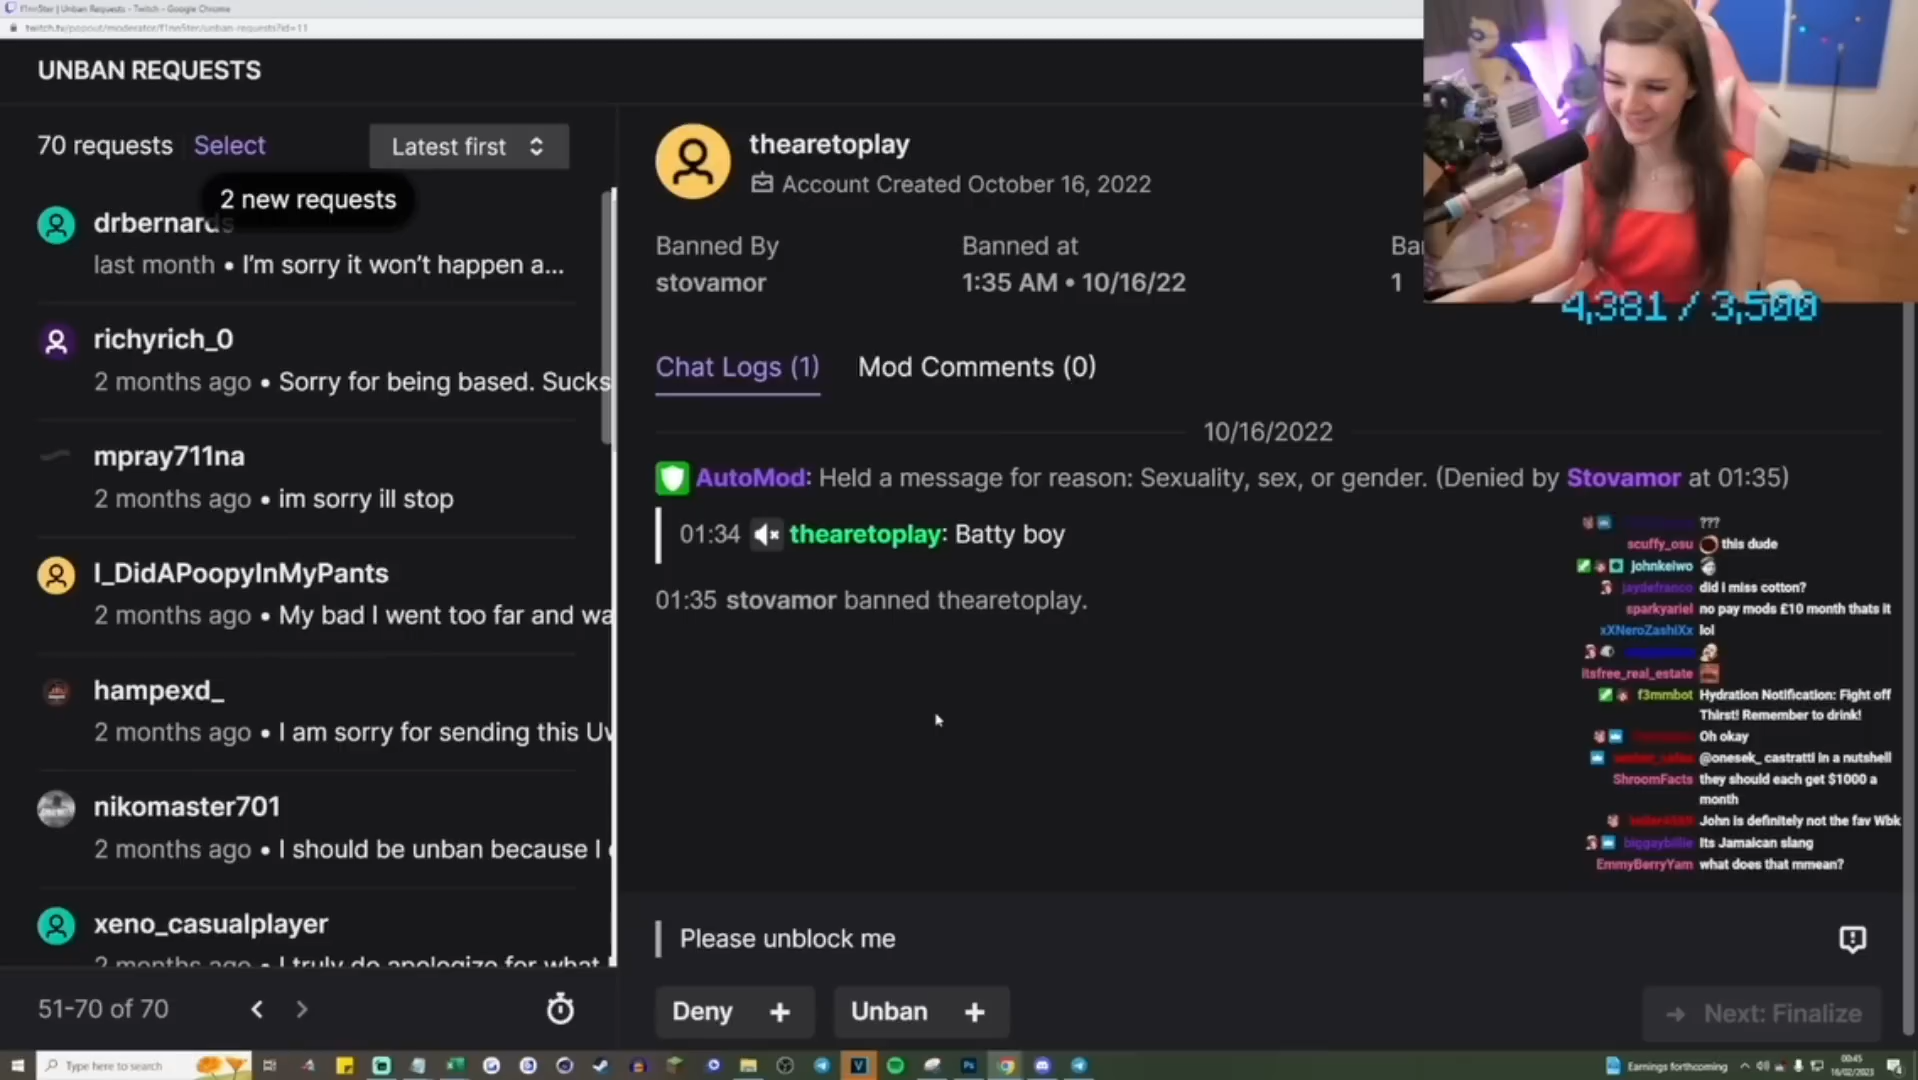 f1nn5ter | Unban Requests - Twitch - Google Chrome
twitch.tv/popout/moderator/f1nn5ter/unban-requests?id=11
UNBAN REQUESTS
70 requests Select Latest first
2 new requests
drbernards
last month • I'm sorry it won't happen a...
richyrich_0
2 months ago • Sorry for being based. Sucks
mpray711na
2 months ago • im sorry ill stop
I_DidAPoopyInMyPants
2 months ago • My bad I went too far and wa
hampexd_
2 months ago • I am sorry for sending this Uw
nikomaster701
2 months ago • I should be unban because I
xeno_casualplayer
2 months ago • I truly do apologize for what
51-70 of 70
thearetoplay
Account Created October 16, 2022
Banned By Banned at Ba
stovamor 1:35 AM • 10/16/22 1
4,381 / 3,500
Chat Logs (1) Mod Comments (0)
10/16/2022
AutoMod: Held a message for reason: Sexuality, sex, or gender. (Denied by Stovamor at 01:35)
01:34 thearetoplay: Batty boy
01:35 stovamor banned thearetoplay.
???
scuffy_osu this dude
johnkeiwo
jaydefranco did i miss cotton?
sparkyariel no pay mods £10 month thats it
xXNeroZashiXx lol
itsfree_real_estate
f3mmbot Hydration Notification: Fight off
Thirst! Remember to drink!
Oh okay
@onesek_ castratti in a nutshell
ShroomFacts they should each get $1000 a
month
John is definitely not the fav Wbk
biggaybillie Its Jamaican slang
EmmyBerryYam what does that mmean?
Please unblock me
Deny + Unban + Next: Finalize
Type here to search
Earnings forthcoming
00:45
16/02/2023